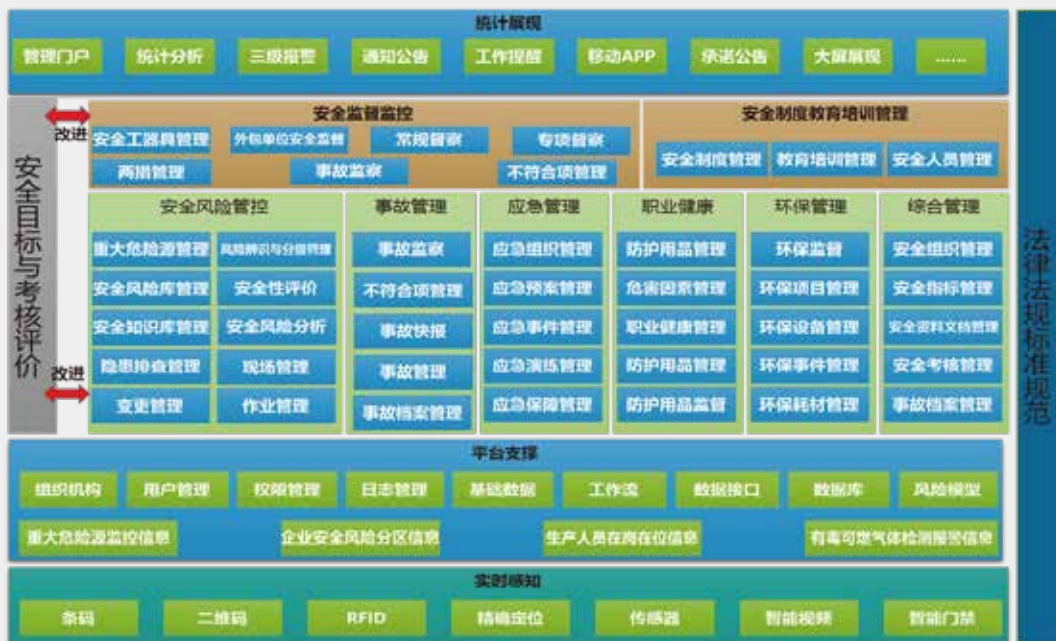 统计展现
管理门户 统计分析 三级报警 通知公告 工作提醒 移动APP 承诺公告 大屏展现 ......
安全目标与考核评价
改进
改进
安全监督监控
安全工器具管理 外包单位安全监督 常规督察 专项督察
两措管理 事故监察 不符合项管理
安全制度教育培训管理
安全制度管理 教育培训管理 安全人员管理
安全风险管控
重大危险源管理 风险辨识与分级管理
安全风险库管理 安全性评价
安全知识库管理 安全风险分析
隐患排查管理 现场管理
变更管理 作业管理
事故管理
事故监察
不符合项管理
事故快报
事故管理
事故档案管理
应急管理
应急组织管理
应急预案管理
应急事件管理
应急演练管理
应急保障管理
职业健康
防护用品管理
危害因素管理
职业健康管理
防护用品管理
防护用品监督
环保管理
环保监督
环保项目管理
环保设备管理
环保事件管理
环保耗材管理
综合管理
安全组织管理
安全指标管理
安全资料文档管理
安全考核管理
事故档案管理
法律法规标准规范
平台支撑
组织机构 用户管理 权限管理 日志管理 基础数据 工作流 数据接口 数据库 风险模型
重大危险源监控信息 企业安全风险分区信息 生产人员在岗在位信息 有毒可燃气体检测报警信息
实时感知
条码 二维码 RFID 精确定位 传感器 智能视频 智能门禁